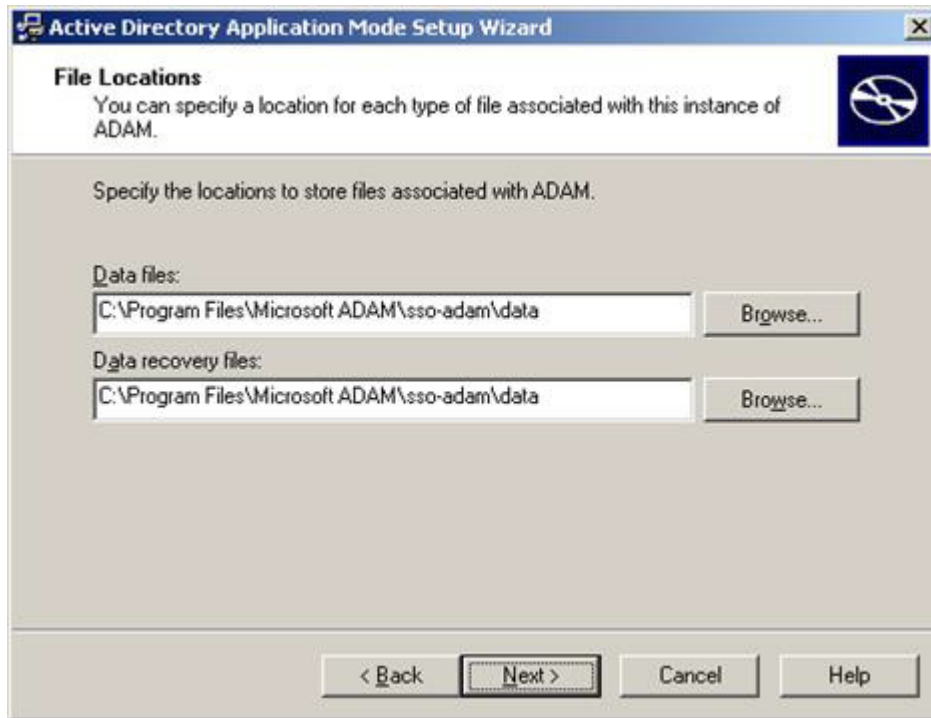 Active Directory Application Mode Setup Wizard
File Locations
You can specify a location for each type of file associated with this instance of
ADAM.
Specify the locations to store files associated with ADAM.
Data files:
C:\Program Files\Microsoft ADAM\sso-adam\data
Browse...
Data recovery files:
C:\Program Files\Microsoft ADAM\sso-adam\data
Browse...
< Back Next > Cancel Help